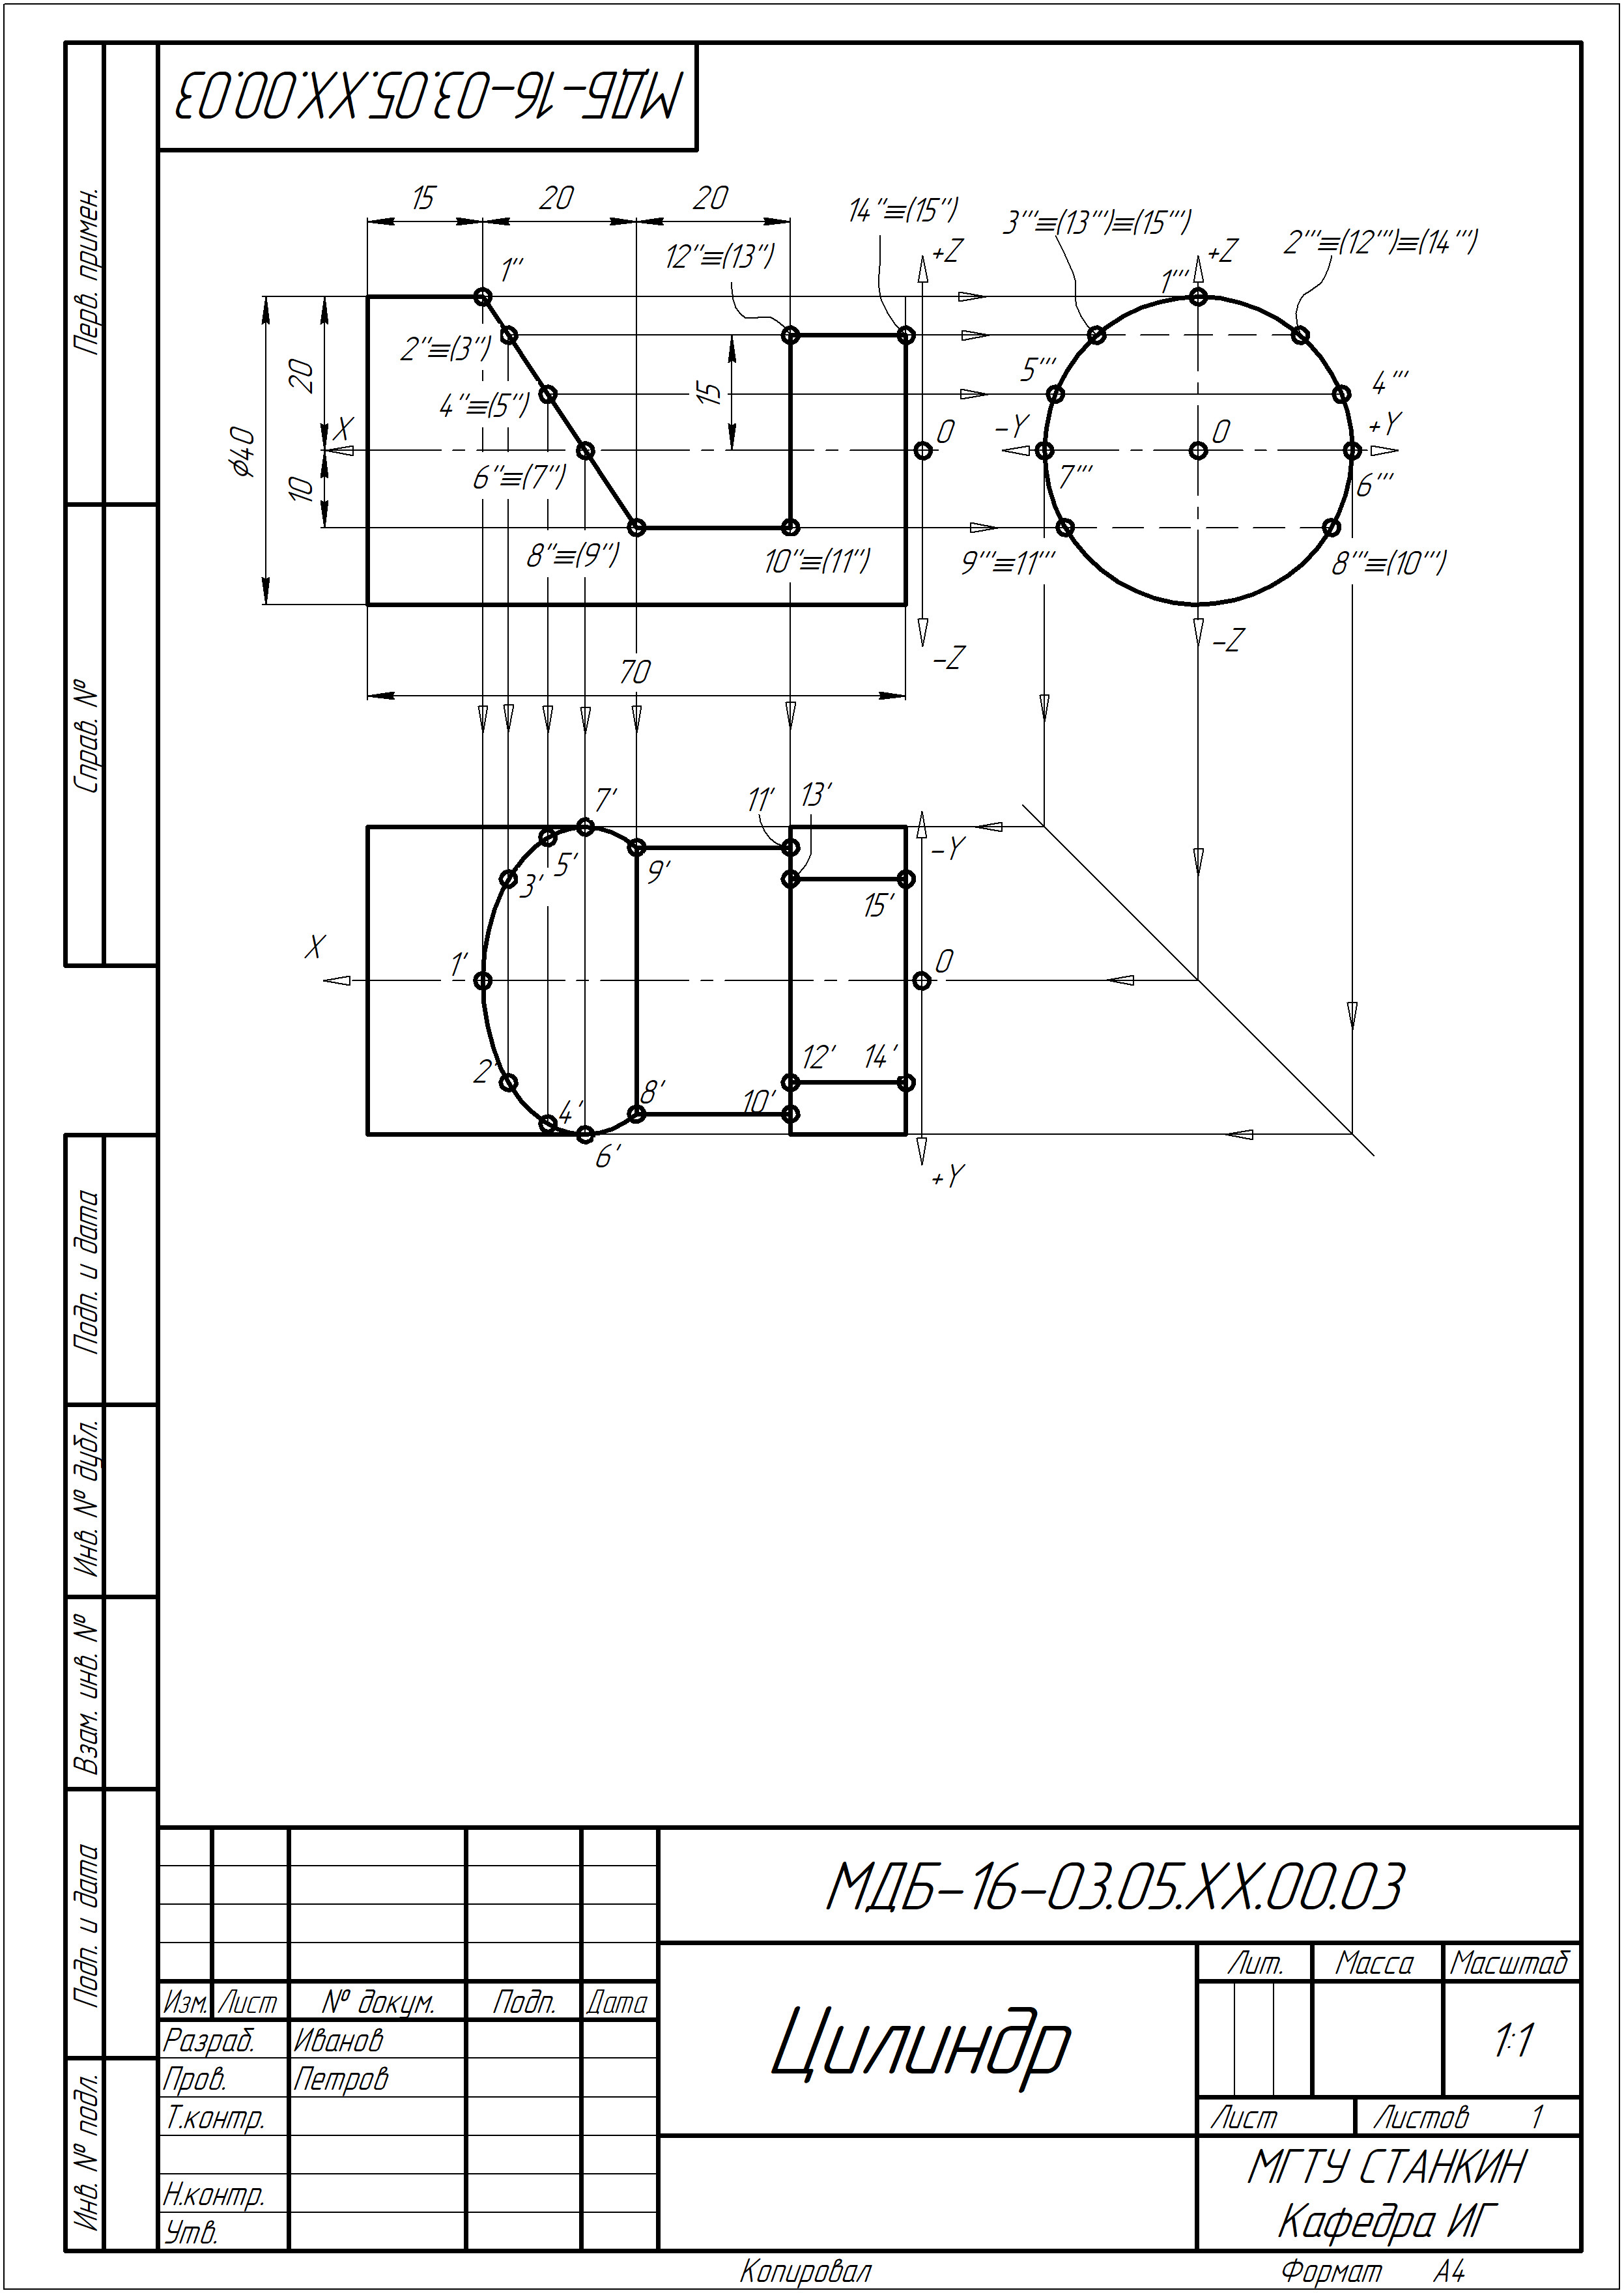 МДБ-16-03.05.XX.00.03
Перв. примен.
Справ. №
Подп. и дата
Инв. № дубл.
Взам. инв. №
Подп. и дата
Инв. № подл.
15 20 20
14"≡(15")
3'''≡(13''')≡(15''')
2'''≡(12''')≡(14''')
1"
12"≡(13")
+Z
+Z
1'''
2"≡(3")
20
15
5'''
4'''
4"≡(5")
X
O
-Y
O
+Y
ϕ40
6"≡(7")
10
7'''
6'''
8"≡(9")
10"≡(11")
9'''≡11'''
8'''≡(10''')
-Z
-Z
70
7'
11'
13'
5'
9'
-Y
3'
15'
X
1'
O
2'
12'
14'
4'
8'
10'
6'
+Y
МДБ-16-03.05.XX.00.03
Лит. Масса Масштаб
Изм. Лист № докум. Подп. Дата
Разраб. Иванов
Пров. Петров
Т.контр.
Н.контр.
Утв.
Цилиндр
1:1
Лист Листов 1
МГТУ СТАНКИН
Кафедра ИГ
Копировал Формат А4